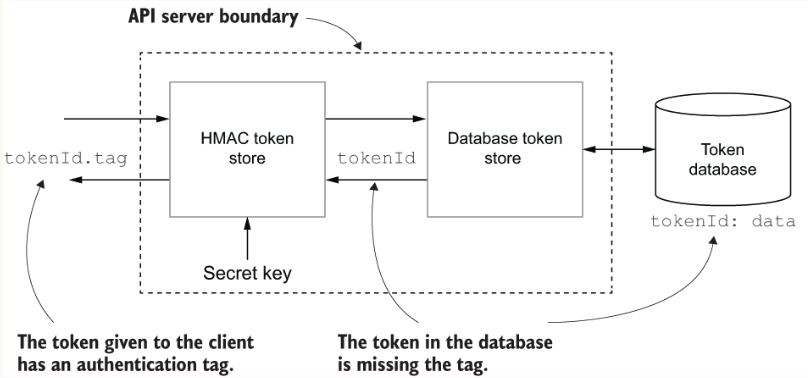 API server boundary
HMAC token
store
Database token
store
Token
database
tokenId.tag
tokenId
tokenId: data
Secret key
The token given to the client
has an authentication tag.
The token in the database
is missing the tag.